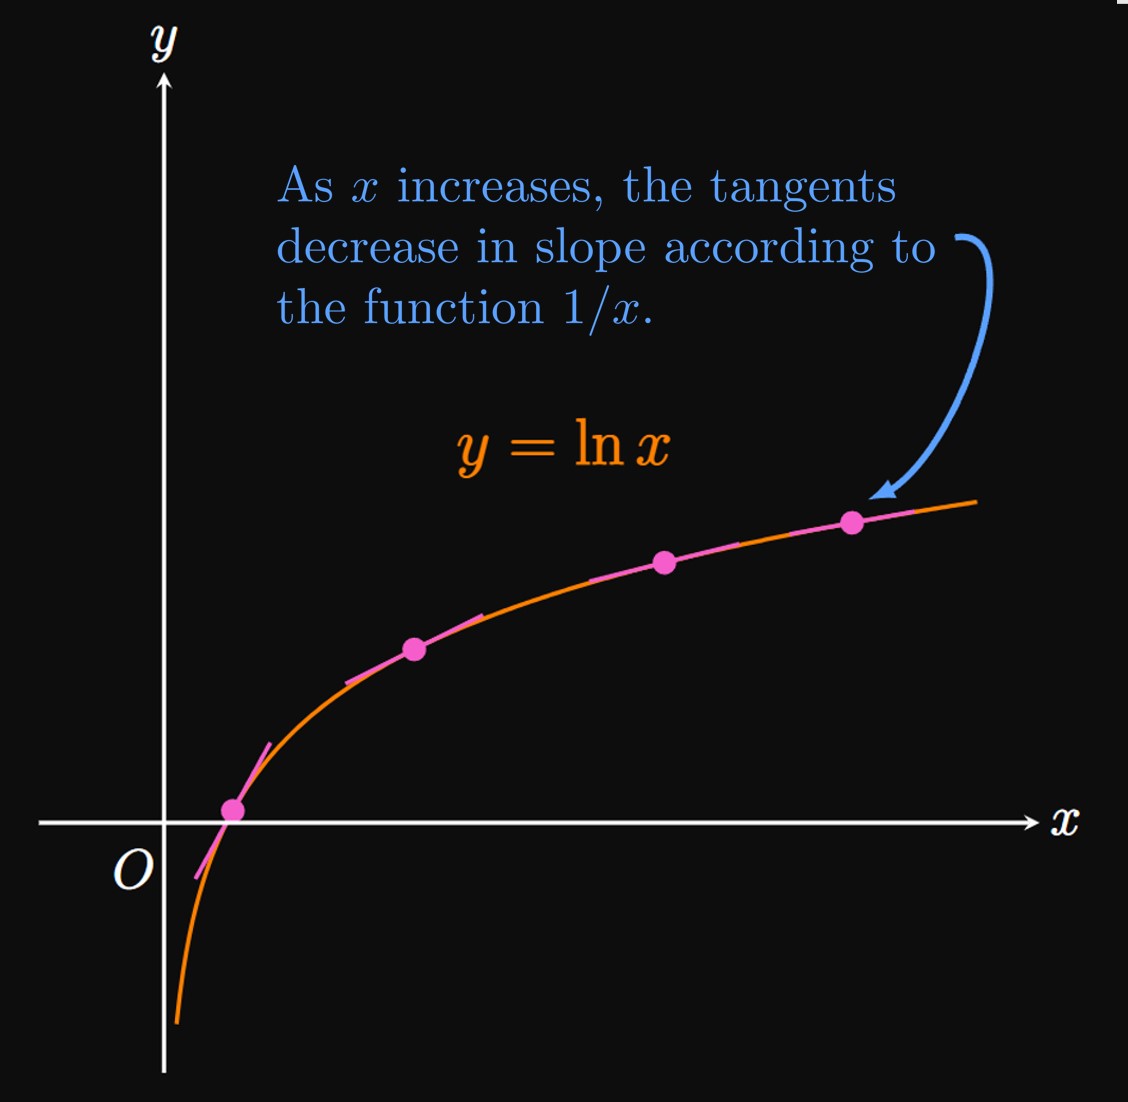 y
As x increases, the tangents
decrease in slope according to
the function 1/x.
y = ln x
x
O